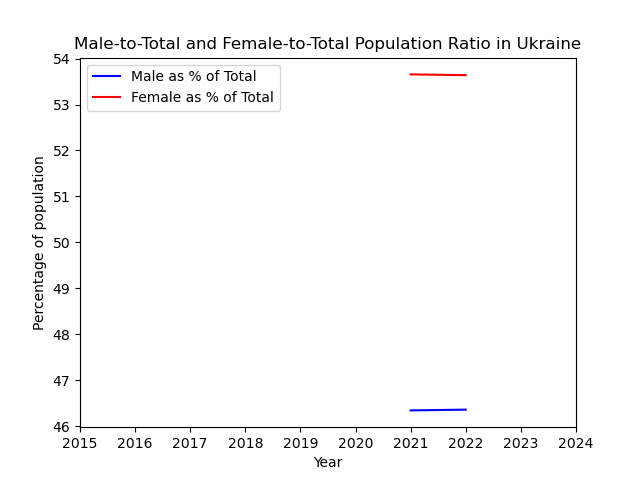 Male-to-Total and Female-to-Total Population Ratio in Ukraine
Male as % of Total
Female as % of Total
Percentage of population
54
53
52
51
50
49
48
47
46
2015 2016 2017 2018 2019 2020 2021 2022 2023 2024
Year